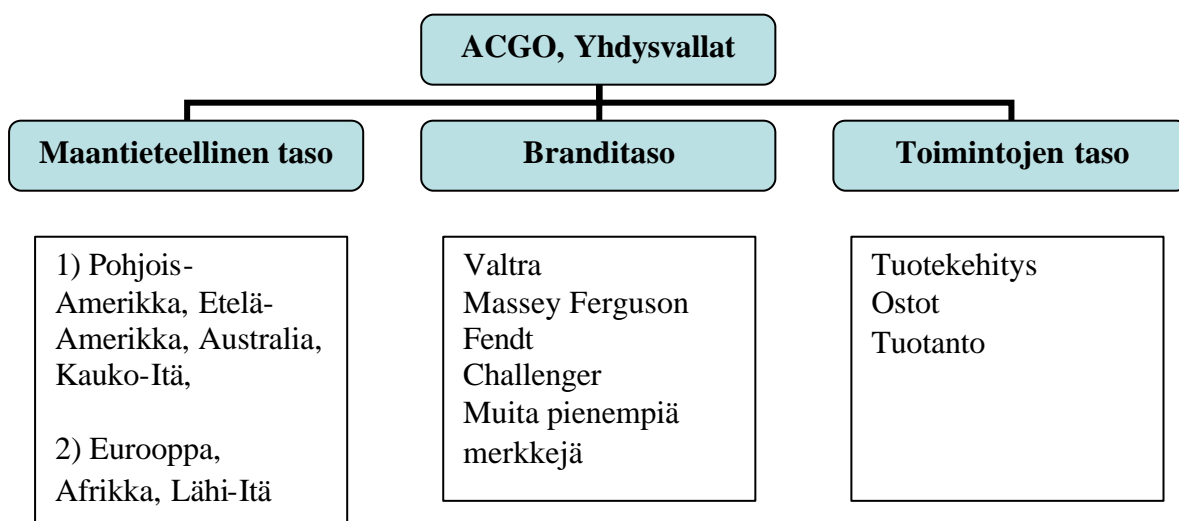 ACGO, Yhdysvallat
Maantieteellinen taso
Branditaso
Toimintojen taso
1) Pohjois-
Amerikka, Etelä-
Amerikka, Australia,
Kauko-Itä,
2) Eurooppa,
Afrikka, Lähi-Itä
Valtra
Massey Ferguson
Fendt
Challenger
Muita pienempiä
merkkejä
Tuotekehitys
Ostot
Tuotanto